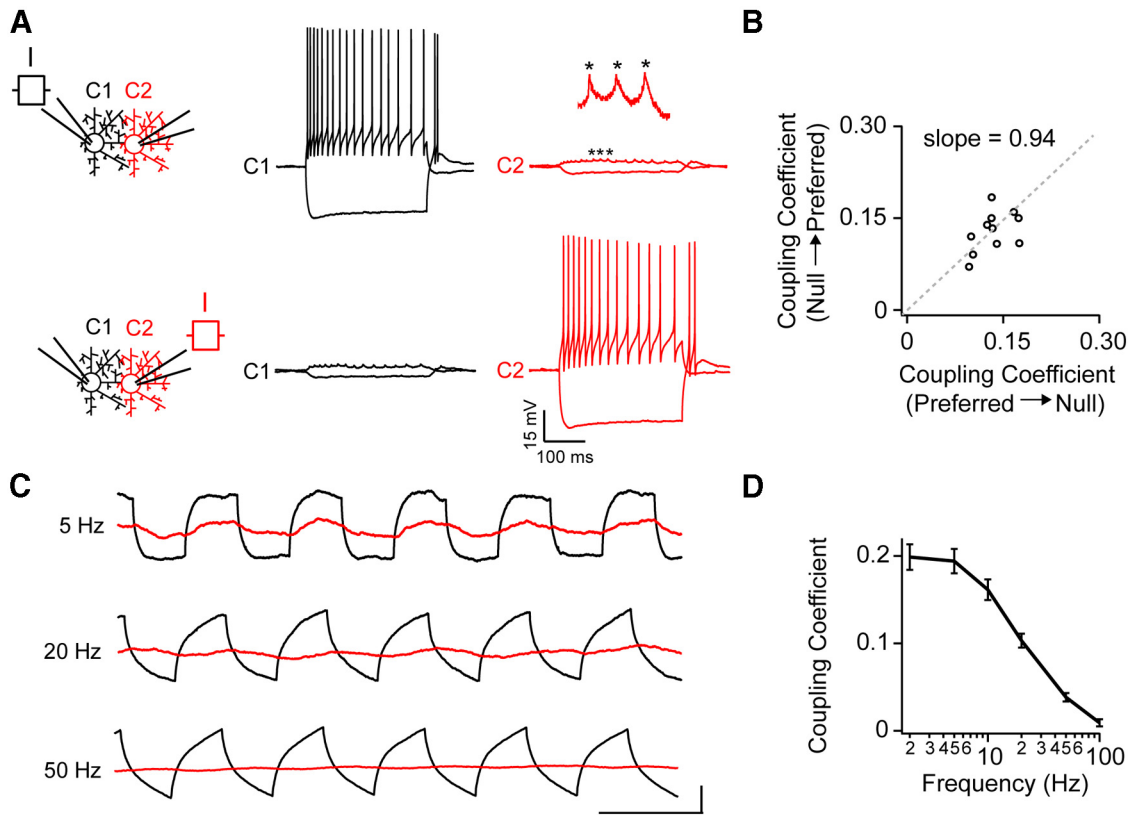 A
B
C1 C2
I
* * *
C1
C2
***
C1 C2
I
C1
C2
15 mV
100 ms
Coupling Coefficient
(Null → Preferred)
0.30
0.15
0
slope = 0.94
0 0.15 0.30
Coupling Coefficient
(Preferred → Null)
C
5 Hz
20 Hz
50 Hz
D
Coupling Coefficient
0.2
0.1
0
2 3 4 5 6 10 2 3 4 5 6 100
Frequency (Hz)